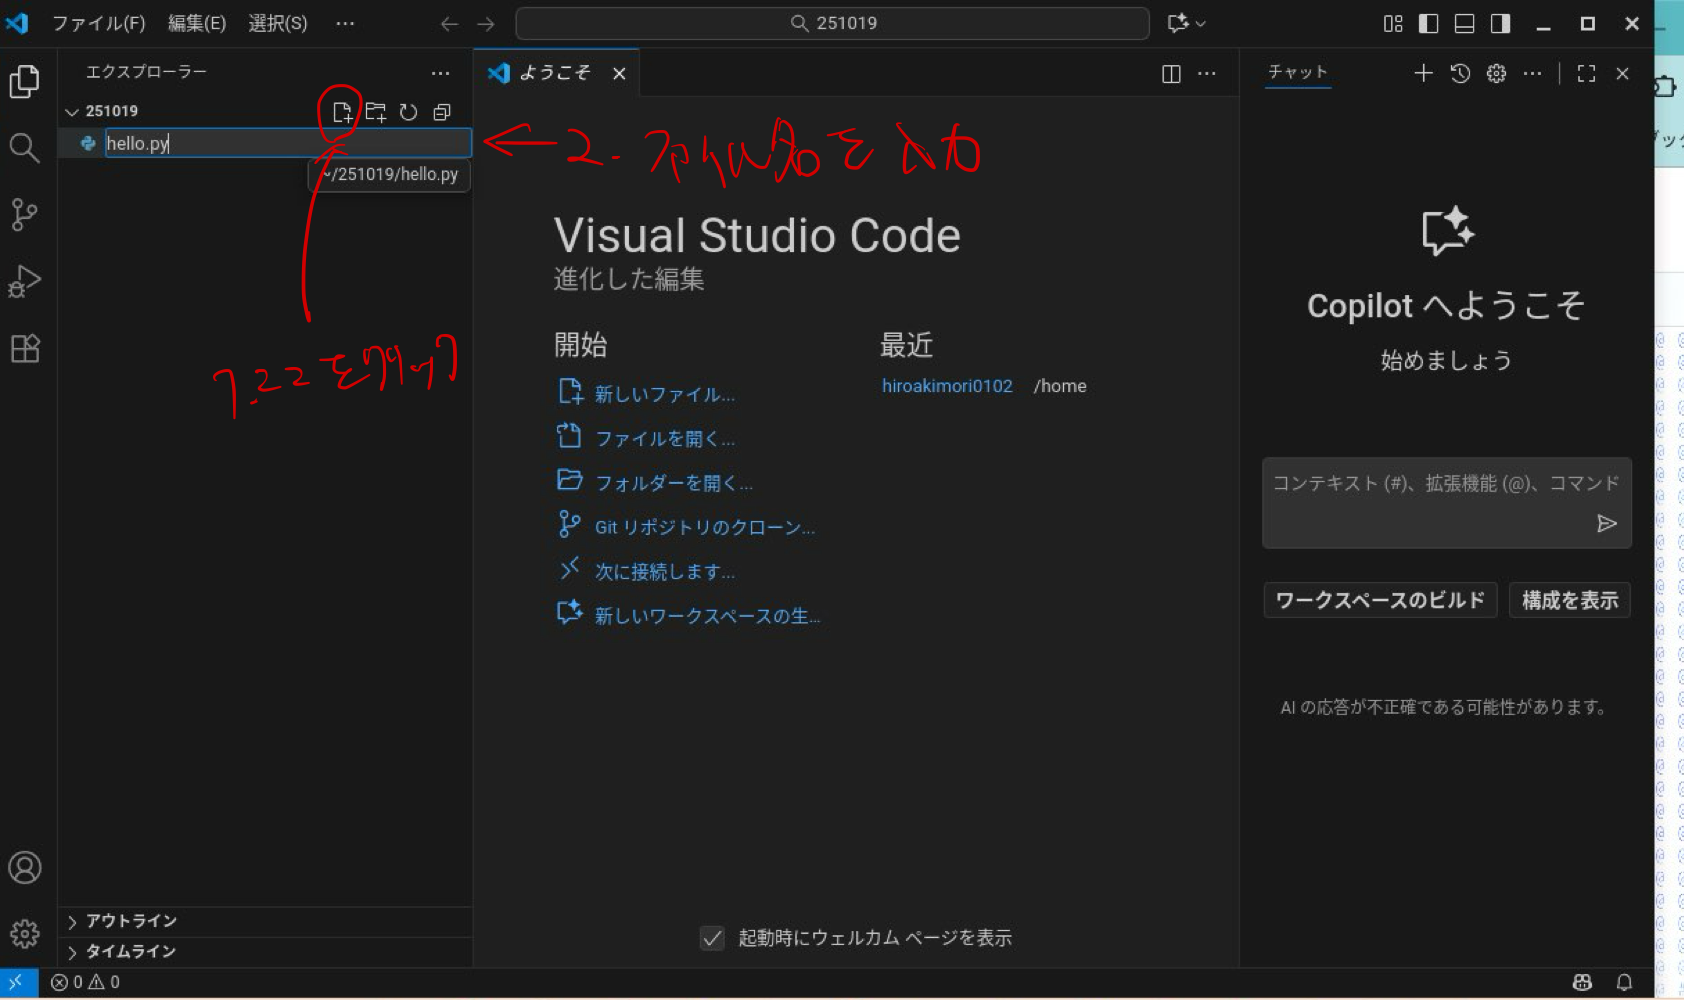 ファイル(F) 編集(E) 選択(S) ··· 251019
エクスプローラー
251019
hello.py
~/251019/hello.py
1.ここをクリック
アウトライン
タイムライン
0 0
ようこそ
←2.ファイル名を入力
Visual Studio Code
進化した編集
開始
新しいファイル...
ファイルを開く...
フォルダーを開く...
Git リポジトリのクローン...
次に接続します...
新しいワークスペースの生...
最近
hiroakimori0102 /home
起動時にウェルカム ページを表示
チャット
Copilot へようこそ
始めましょう
コンテキスト (#)、拡張機能 (@)、コマンド
ワークスペースのビルド 構成を表示
AI の応答が不正確である可能性があります。